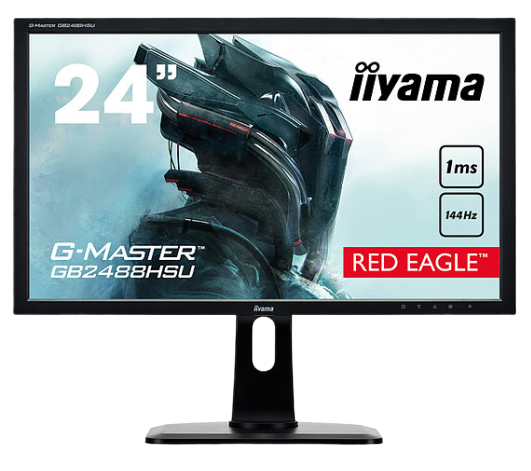 G-MASTER GB2488HSU
24”
iiyama
1ms
144Hz
G-MASTER™
GB2488HSU
RED EAGLE™
iiyama